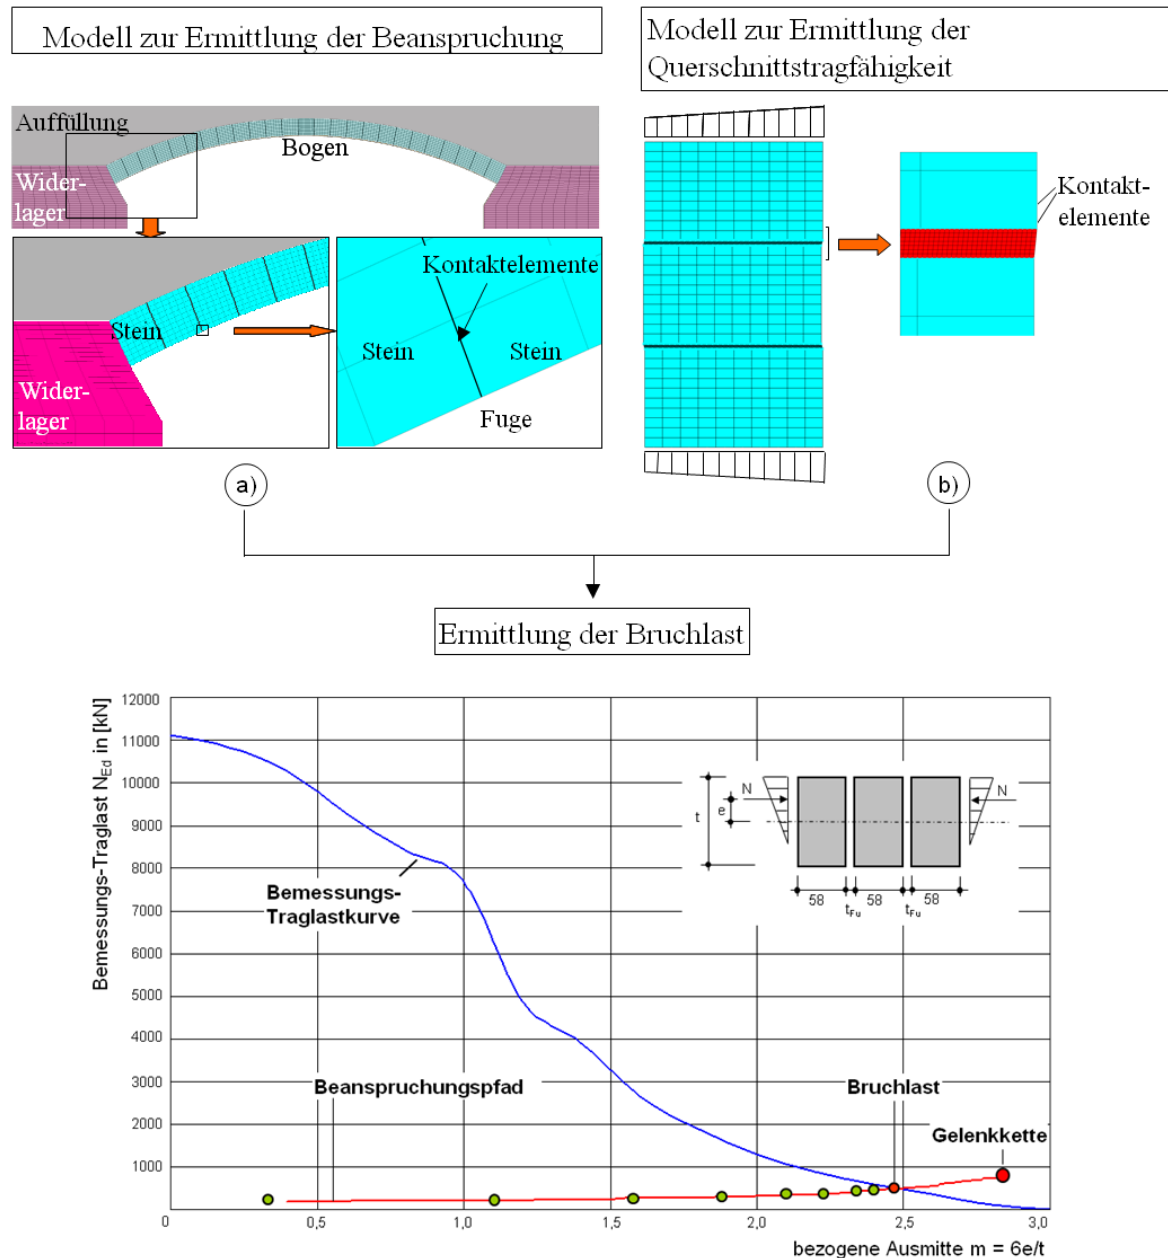 Modell zur Ermittlung der Beanspruchung
Modell zur Ermittlung der
Querschnittstragfähigkeit
Auffüllung
Bogen
Wider-
lager
Kontakt-
elemente
Kontaktelemente
Stein
Stein
Stein
Wider-
lager
Fuge
a)
b)
Ermittlung der Bruchlast
Bemessungs-Traglast N_Ed in [kN]
12000
11000
10000
9000
8000
7000
6000
5000
4000
3000
2000
1000
N
N
t
e
58
58
58
t_Fu
t_Fu
Bemessungs-
Traglastkurve
Beanspruchungspfad
Bruchlast
Gelenkkette
0
0,5
1,0
1,5
2,0
2,5
3,0
bezogene Ausmitte m = 6e/t